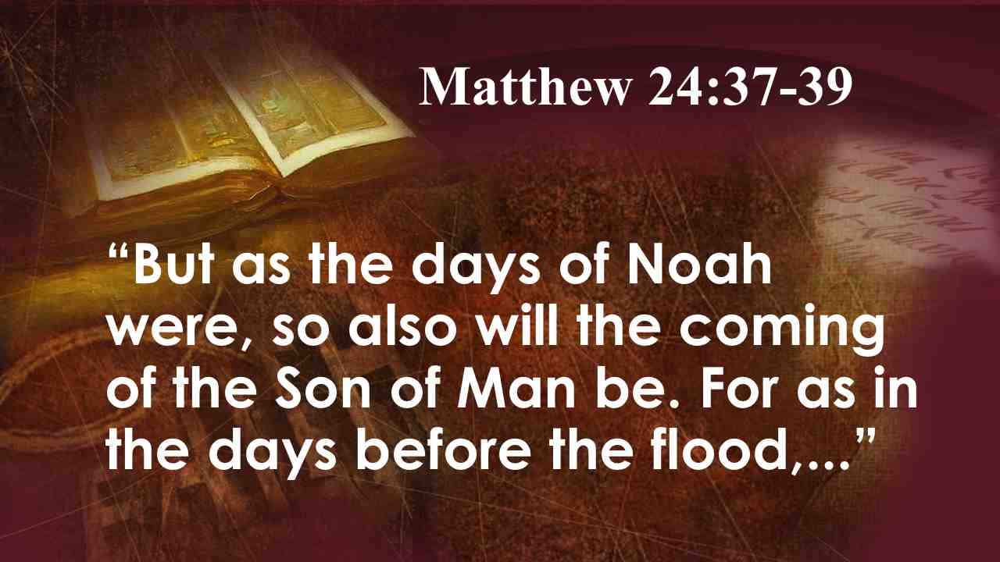 Matthew 24:37-39
“But as the days of Noah
were, so also will the coming
of the Son of Man be. For as in
the days before the flood,...”